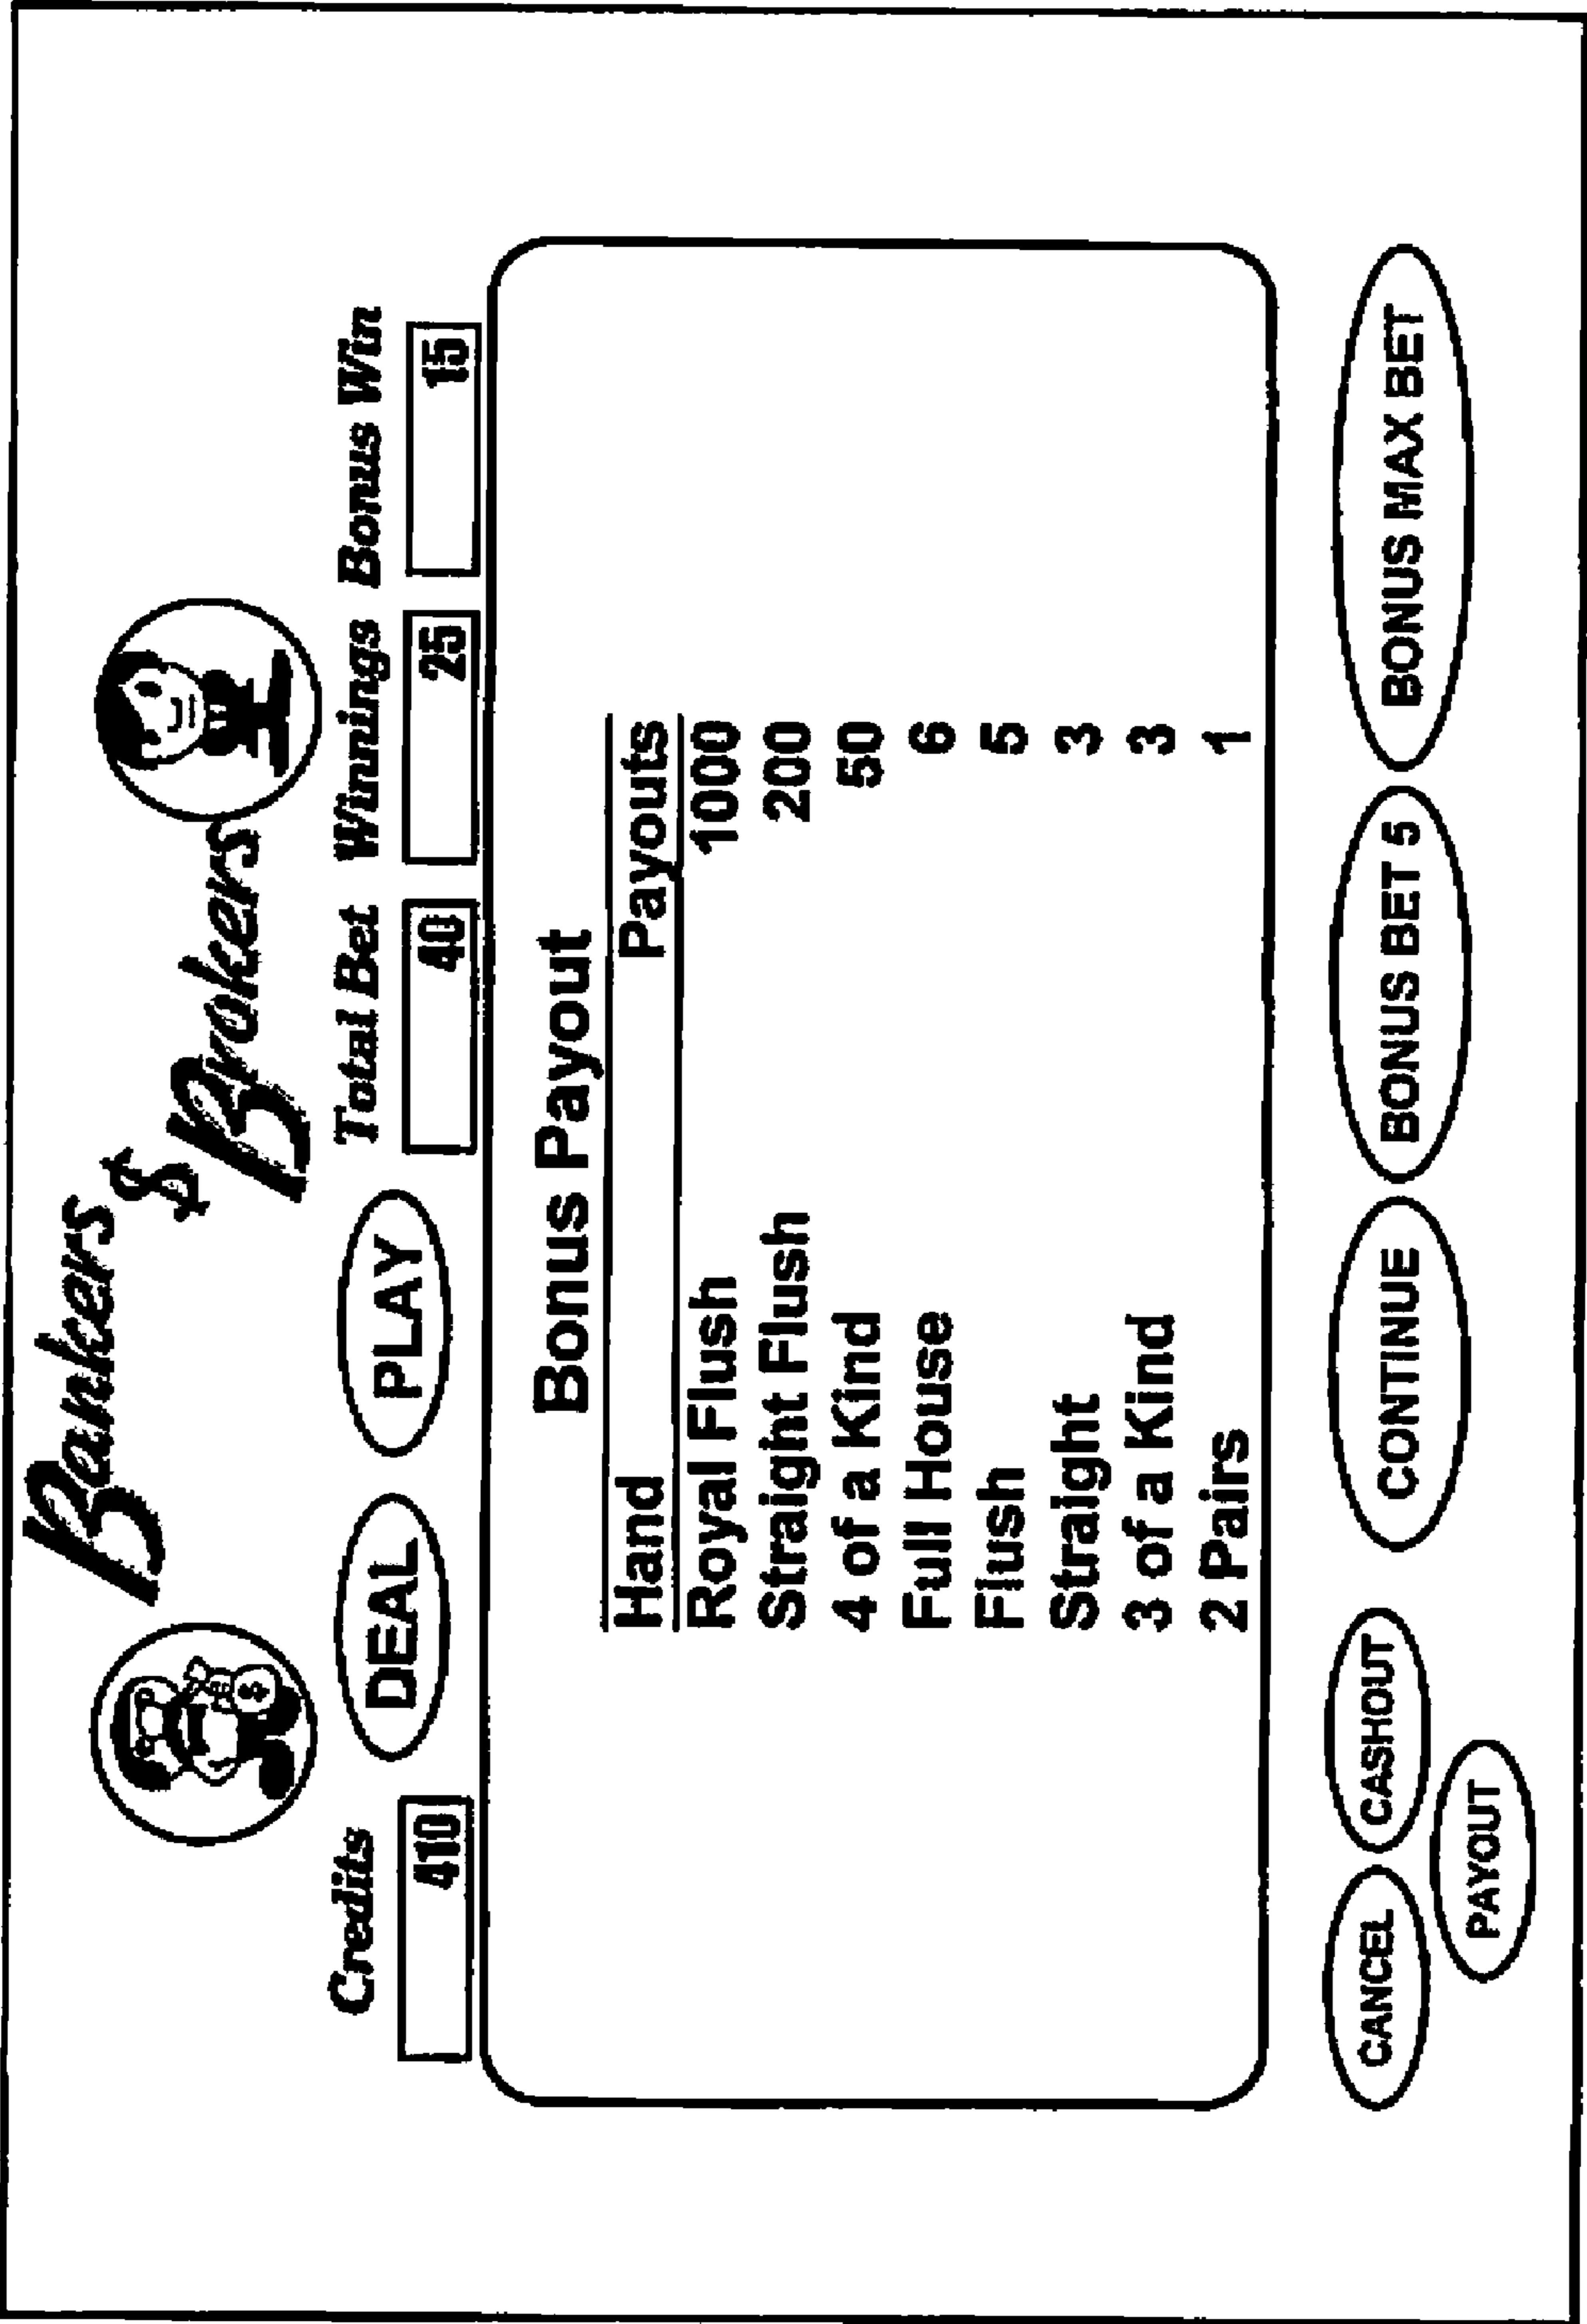 Bankers
&
Brokers
Credits DEAL PLAY Total Bet Winnings Bonus Win
410 40 25 15
Bonus Payout
Hand Payouts
Royal Flush 1000
Straight Flush 200
4 of a Kind 50
Full House 6
Flush 5
Straight 3
3 of a Kind 3
2 Pairs 1
CANCEL CASHOUT CONTINUE BONUS BET 5 BONUS MAX BET
PAYOUT
$